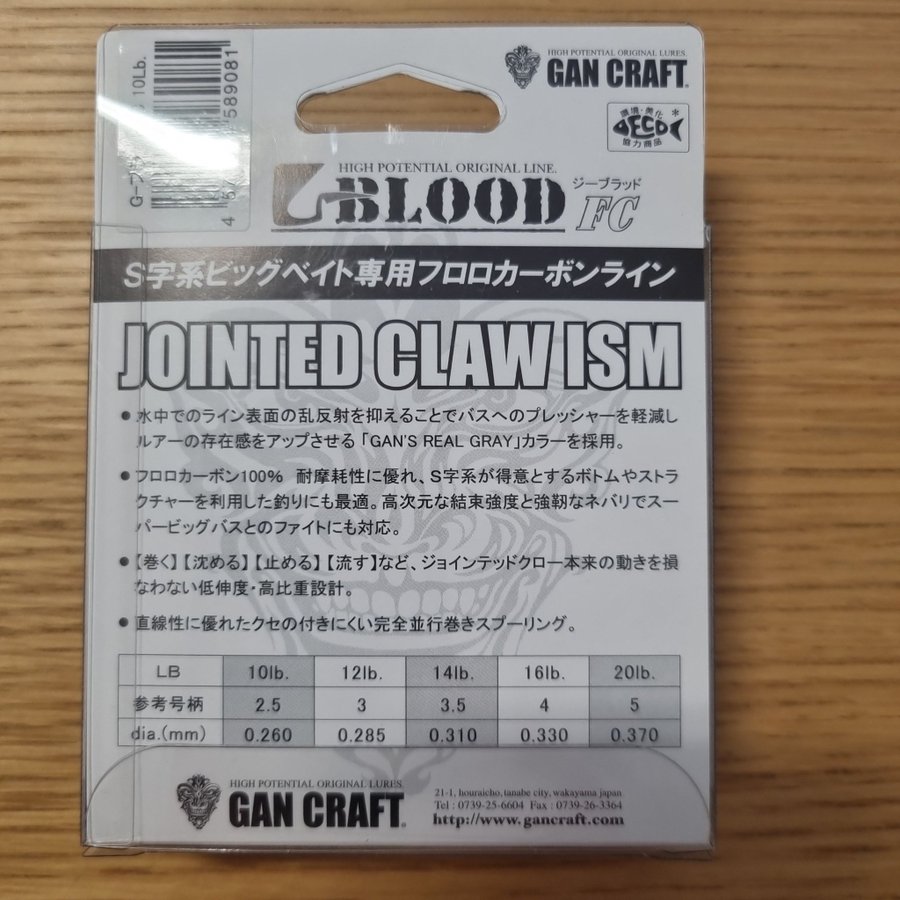 10Lb.
589081
HIGH POTENTIAL ORIGINAL LURES.
GAN CRAFT.
環境・美化
ECO
協力商品
HIGH POTENTIAL ORIGINAL LINE.
G-BLOOD ジーブラッド FC
S字系ビッグベイト専用フロロカーボンライン
JOINTED CLAW ISM
● 水中でのライン表面の乱反射を抑えることでバスへのプレッシャーを軽減し
ルアーの存在感をアップさせる「GAN'S REAL GRAY」カラーを採用。
● フロロカーボン100% 耐摩耗性に優れ、S字系が得意とするボトムやストラ
クチャーを利用した釣りにも最適。高次元な結束強度と強靭なネバリでスー
パービッグバスとのファイトにも対応。
● 【巻く】【沈める】【止める】【流す】など、ジョインテッドクロー本来の動きを損
なわない低伸度・高比重設計。
● 直線性に優れたクセの付きにくい完全並行巻きスプーリング。
LB 10lb. 12lb. 14lb. 16lb. 20lb.
参考号柄 2.5 3 3.5 4 5
dia.(mm) 0.260 0.285 0.310 0.330 0.370
HIGH POTENTIAL ORIGINAL LURES.
GAN CRAFT.
21-1, houraicho, tanabe city, wakayama japan
Tel : 0739-25-6604 Fax : 0739-26-3364
http://www.gancraft.com